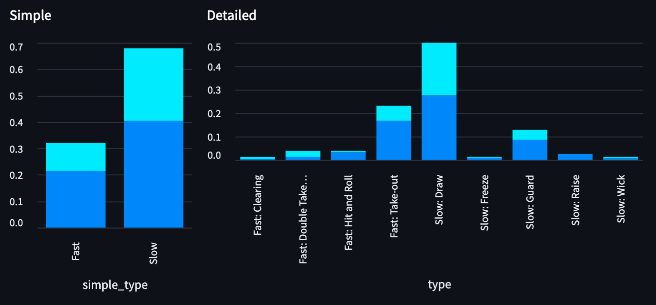 Simple
0.7
0.6
0.5
0.4
0.3
0.2
0.1
0.0
Fast
Slow
simple_type
Detailed
0.5
0.4
0.3
0.2
0.1
0.0
Fast: Clearing
Fast: Double Take...
Fast: Hit and Roll
Fast: Take-out
Slow: Draw
Slow: Freeze
Slow: Guard
Slow: Raise
Slow: Wick
type